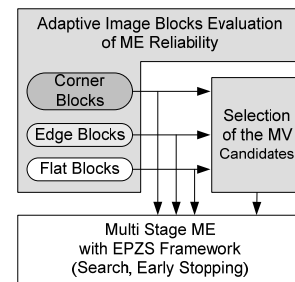 Adaptive Image Blocks Evaluation
of ME Reliability
Corner
Blocks
Edge Blocks
Flat Blocks
Selection
of the MV
Candidates
Multi Stage ME
with EPZS Framework
(Search, Early Stopping)